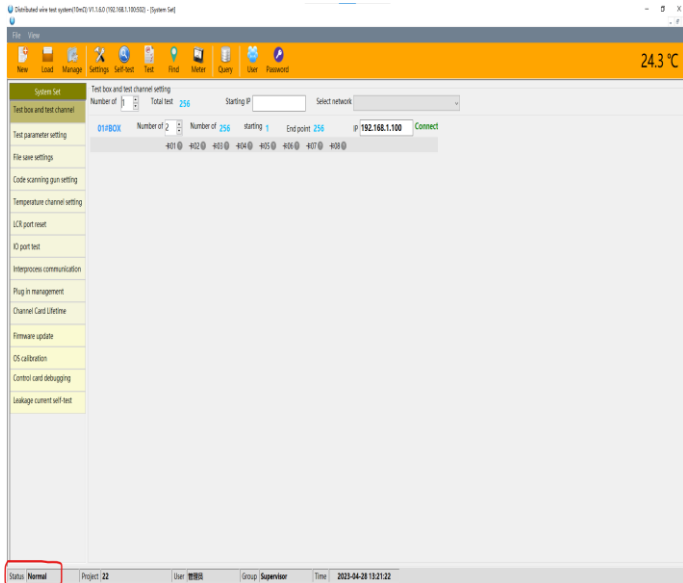 Distributed wire test system(10mΩ) V1.1.6.0 (192.168.1.100:502) - [System Set]
File View
New Load Manage Settings Self-test Test Find Meter Query User Password
24.3 ℃
System Set
Test box and test channel
Test parameter setting
File save settings
Code scanning gun setting
Temperature channel setting
LCR port reset
IO port test
Interprocess communication
Plug in management
Channel Card Lifetime
Firmware update
OS calibration
Control card debugging
Leakage current self-test
Test box and test channel setting
Number of 1 Total test 256 Starting IP Select network
01#BOX Number of 2 Number of 256 starting 1 End point 256 IP 192.168.1.100 Connect
#01 #02 #03 #04 #05 #06 #07 #08
Status Normal Project 22 User 管理员 Group Supervisor Time 2023-04-28 13:21:22